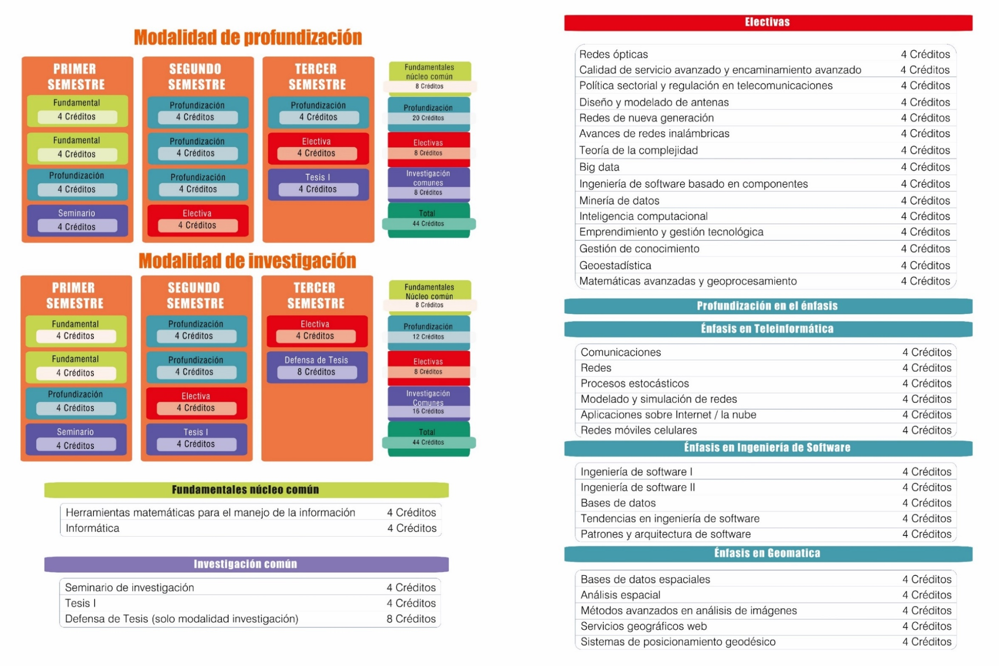 Modalidad de profundización
PRIMER
SEMESTRE
Fundamental
4 Créditos
Fundamental
4 Créditos
Profundización
4 Créditos
Seminario
4 Créditos
SEGUNDO
SEMESTRE
Profundización
4 Créditos
Profundización
4 Créditos
Profundización
4 Créditos
Electiva
4 Créditos
TERCER
SEMESTRE
Profundización
4 Créditos
Electiva
4 Créditos
Tesis I
4 Créditos
Fundamentales
núcleo común
8 Créditos
Profundización
20 Créditos
Electivas
8 Créditos
Investigación
comunes
8 Créditos
Total
44 Créditos
Modalidad de investigación
PRIMER
SEMESTRE
Fundamental
4 Créditos
Fundamental
4 Créditos
Profundización
4 Créditos
Seminario
4 Créditos
SEGUNDO
SEMESTRE
Profundización
4 Créditos
Profundización
4 Créditos
Electiva
4 Créditos
Tesis I
4 Créditos
TERCER
SEMESTRE
Electiva
4 Créditos
Defensa de Tesis
8 Créditos
Fundamentales
Núcleo común
8 Créditos
Profundización
12 Créditos
Electivas
8 Créditos
Investigación
Comunes
16 Créditos
Total
44 Créditos
Fundamentales núcleo común
Herramientas matemáticas para el manejo de la información 4 Créditos
Informática 4 Créditos
Investigación común
Seminario de investigación 4 Créditos
Tesis I 4 Créditos
Defensa de Tesis (solo modalidad investigación) 8 Créditos
Electivas
Redes ópticas 4 Créditos
Calidad de servicio avanzado y encaminamiento avanzado 4 Créditos
Política sectorial y regulación en telecomunicaciones 4 Créditos
Diseño y modelado de antenas 4 Créditos
Redes de nueva generación 4 Créditos
Avances de redes inalámbricas 4 Créditos
Teoría de la complejidad 4 Créditos
Big data 4 Créditos
Ingeniería de software basado en componentes 4 Créditos
Minería de datos 4 Créditos
Inteligencia computacional 4 Créditos
Emprendimiento y gestión tecnológica 4 Créditos
Gestión de conocimiento 4 Créditos
Geoestadística 4 Créditos
Matemáticas avanzadas y geoprocesamiento 4 Créditos
Profundización en el énfasis
Énfasis en Teleinformática
Comunicaciones 4 Créditos
Redes 4 Créditos
Procesos estocásticos 4 Créditos
Modelado y simulación de redes 4 Créditos
Aplicaciones sobre Internet / la nube 4 Créditos
Redes móviles celulares 4 Créditos
Énfasis en Ingeniería de Software
Ingeniería de software I 4 Créditos
Ingeniería de software II 4 Créditos
Bases de datos 4 Créditos
Tendencias en ingeniería de software 4 Créditos
Patrones y arquitectura de software 4 Créditos
Énfasis en Geomatica
Bases de datos espaciales 4 Créditos
Análisis espacial 4 Créditos
Métodos avanzados en análisis de imágenes 4 Créditos
Servicios geográficos web 4 Créditos
Sistemas de posicionamiento geodésico 4 Créditos